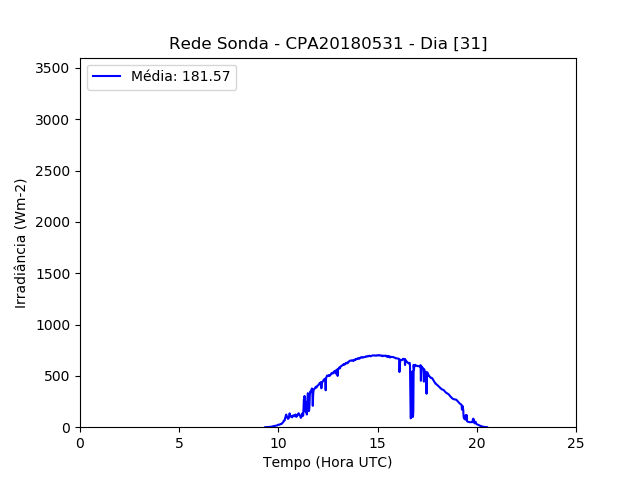 Rede Sonda - CPA20180531 - Dia [31]
Média: 181.57
3500
3000
2500
2000
1500
1000
500
0
Irradiância (Wm-2)
0 5 10 15 20 25
Tempo (Hora UTC)